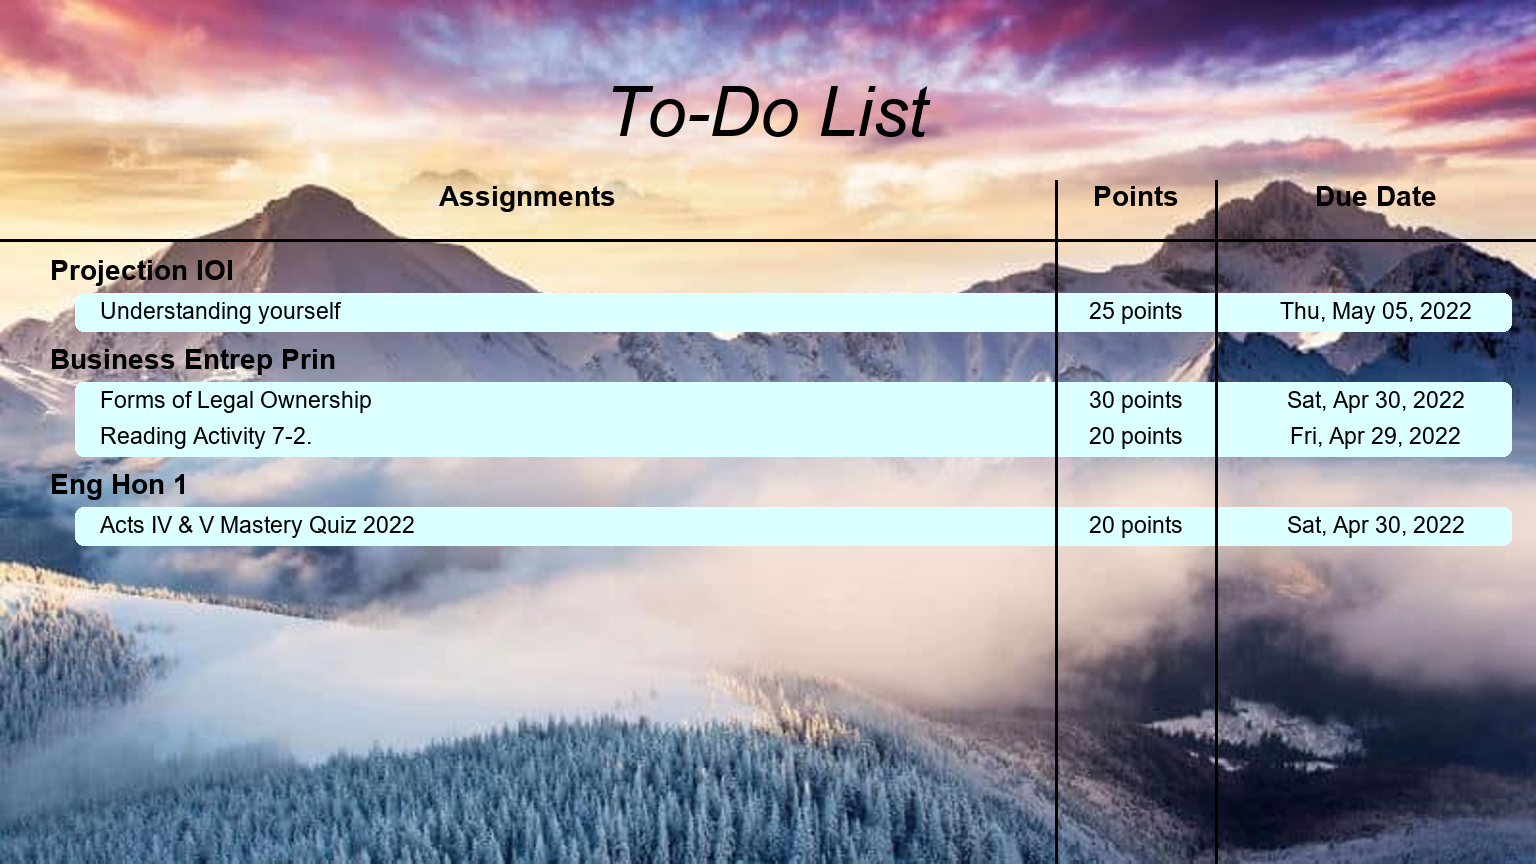 To-Do List
Assignments Points Due Date
Projection IOI
Understanding yourself 25 points Thu, May 05, 2022
Business Entrep Prin
Forms of Legal Ownership 30 points Sat, Apr 30, 2022
Reading Activity 7-2. 20 points Fri, Apr 29, 2022
Eng Hon 1
Acts IV & V Mastery Quiz 2022 20 points Sat, Apr 30, 2022